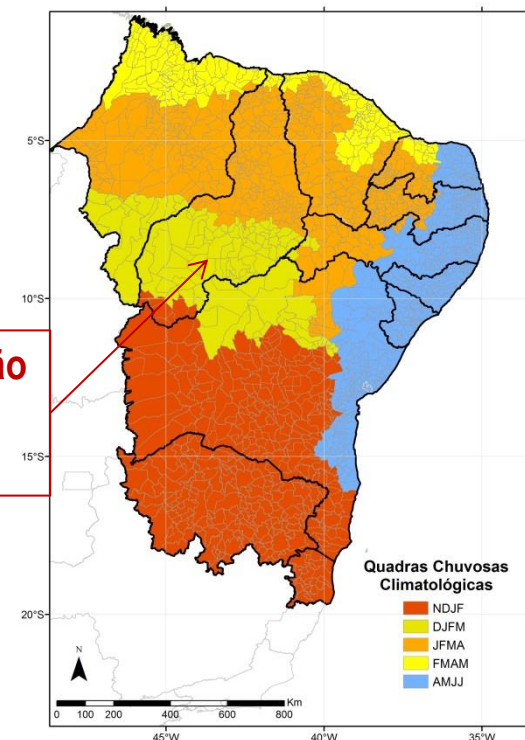 5°S
10°S
ão
15°S
20°S
Quadras Chuvosas
Climatológicas
NDJF
DJFM
JFMA
FMAM
AMJJ
N
Km
0 100 200 400 600 800
45°W 40°W 35°W